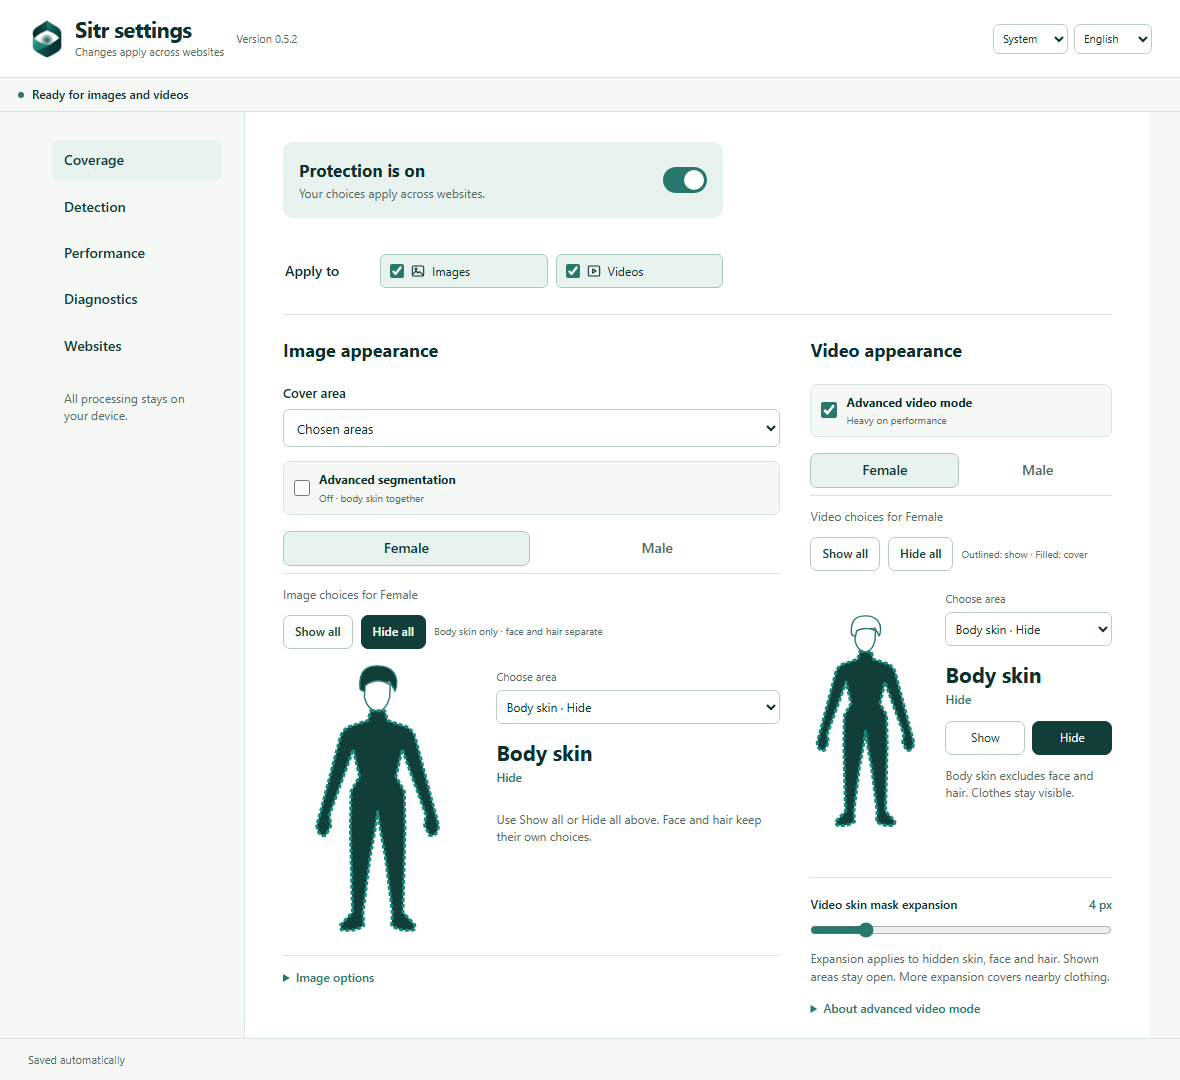 Sitr settings
Changes apply across websites
Version 0.5.2
System
English
Ready for images and videos
Coverage
Detection
Performance
Diagnostics
Websites
All processing stays on
your device.
Protection is on
Your choices apply across websites.
Apply to
Images
Videos
Image appearance
Cover area
Chosen areas
Advanced segmentation
Off · body skin together
Female
Male
Image choices for Female
Show all
Hide all
Body skin only · face and hair separate
Choose area
Body skin · Hide
Body skin
Hide
Use Show all or Hide all above. Face and hair keep
their own choices.
Image options
Video appearance
Advanced video mode
Heavy on performance
Female
Male
Video choices for Female
Show all
Hide all
Outlined: show · Filled: cover
Choose area
Body skin · Hide
Body skin
Hide
Show
Hide
Body skin excludes face and
hair. Clothes stay visible.
Video skin mask expansion
4 px
Expansion applies to hidden skin, face and hair. Shown
areas stay open. More expansion covers nearby clothing.
About advanced video mode
Saved automatically